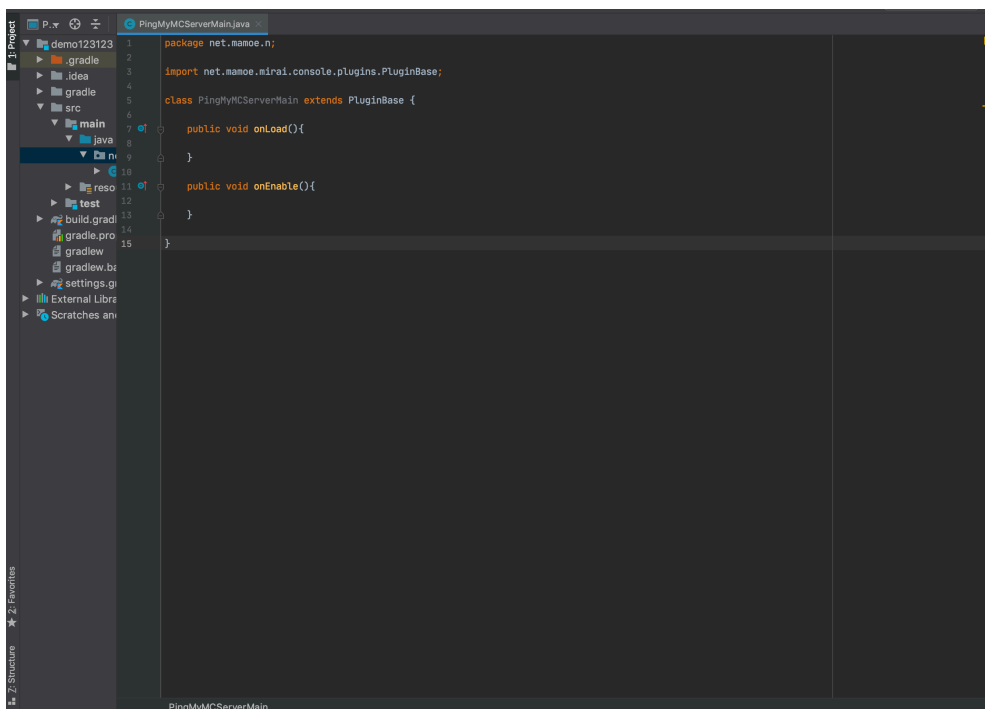 1: Project
P..
PingMyMCServerMain.java
demo123123
.gradle
.idea
gradle
src
main
java
reso
test
build.gradl
gradle.pro
gradlew
gradlew.ba
settings.gr
External Libra
Scratches an
1 package net.mamoe.n;
2
3 import net.mamoe.mirai.console.plugins.PluginBase;
4
5 class PingMyMCServerMain extends PluginBase {
6
7 public void onLoad(){
8
9 }
10
11 public void onEnable(){
12
13 }
14
15 }
2: Favorites
Z: Structure
PingMyMCServerMain